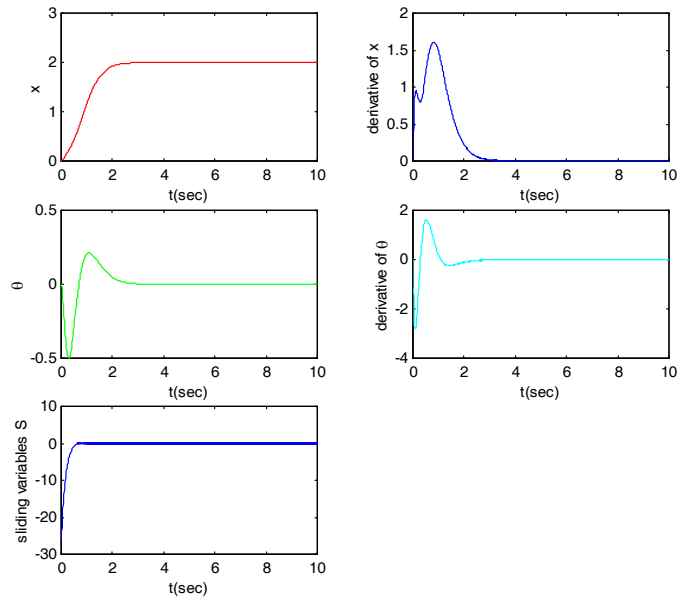 3
2
1
0
x
0 2 4 6 8 10
t(sec)
2
1.5
1
0.5
0
derivative of x
0 2 4 6 8 10
t(sec)
0.5
0
-0.5
θ
0 2 4 6 8 10
t(sec)
2
0
-2
-4
derivative of θ
0 2 4 6 8 10
t(sec)
10
0
-10
-20
-30
sliding variables S
0 2 4 6 8 10
t(sec)